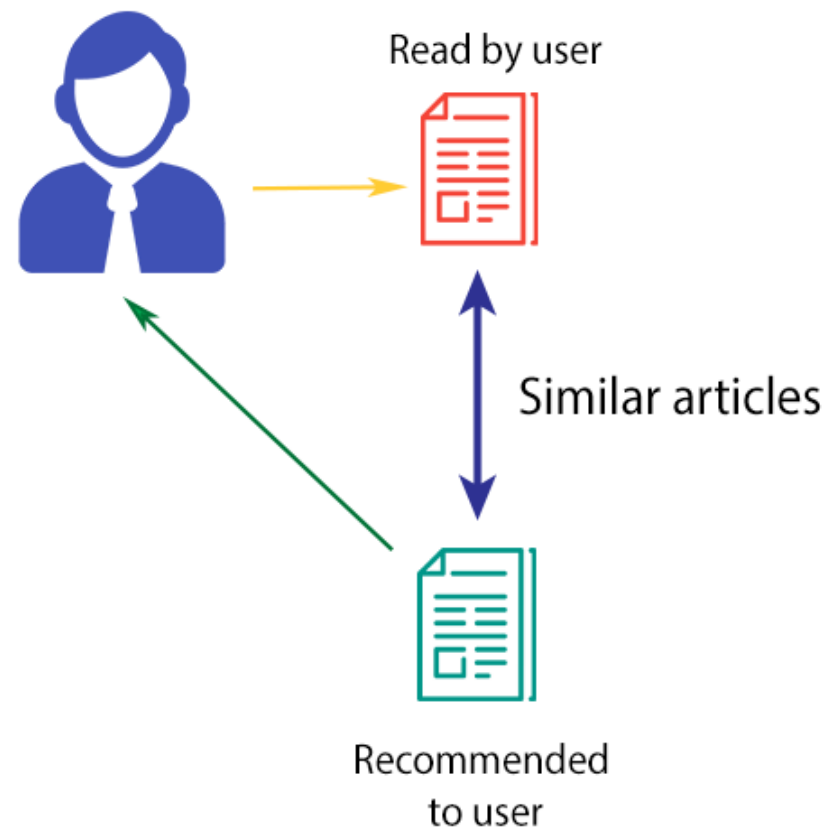 Read by user
Similar articles
Recommended
to user